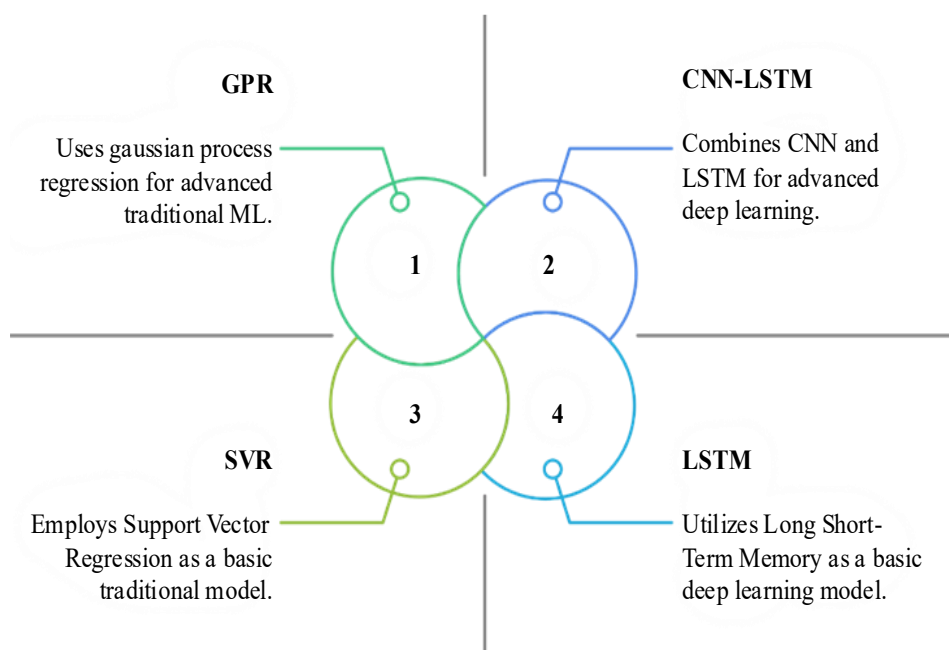 GPR
Uses gaussian process
regression for advanced
traditional ML.
CNN-LSTM
Combines CNN and
LSTM for advanced
deep learning.
1
2
3
4
SVR
Employs Support Vector
Regression as a basic
traditional model.
LSTM
Utilizes Long Short-
Term Memory as a basic
deep learning model.